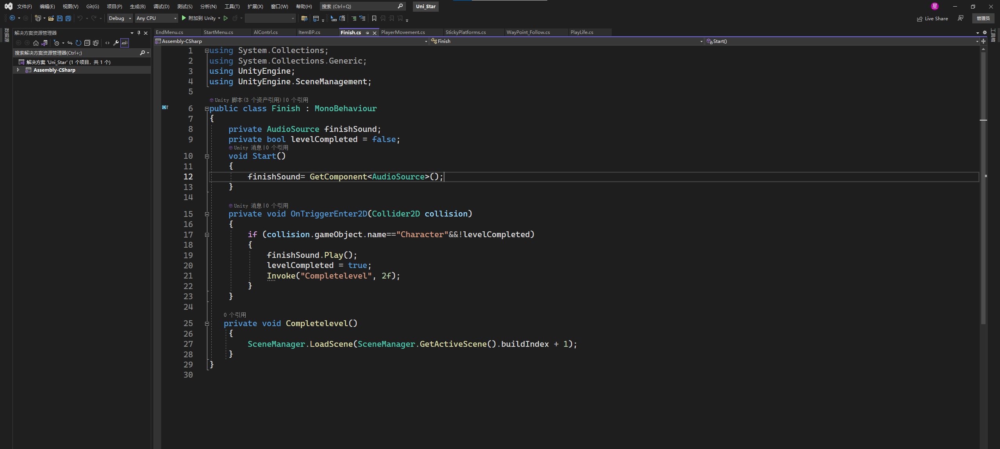 文件(F) 编辑(E) 视图(V) Git(G) 项目(P) 生成(B) 调试(D) 测试(S) 分析(N) 工具(T) 扩展(X) 窗口(W) 帮助(H) 搜索 (Ctrl+Q) Uni_Star 星
Debug Any CPU 附加到 Unity Live Share 管理员
数据源
解决方案资源管理器
搜索解决方案资源管理器(Ctrl+;)
解决方案 'Uni_Star' (1 个项目，共 1 个)
Assembly-CSharp
EndMenu.cs StartMenu.cs AlContrl.cs ItemBP.cs Finish.cs PlayerMovement.cs StickyPlatforms.cs WayPoint_Follow.cs PlayLife.cs
工具箱
Assembly-CSharp Finish Start()
1 using System.Collections;
2 using System.Collections.Generic;
3 using UnityEngine;
4 using UnityEngine.SceneManagement;
5
Unity 脚本(3 个资产引用)|0 个引用
6 public class Finish : MonoBehaviour
7 {
8 private AudioSource finishSound;
9 private bool levelCompleted = false;
Unity 消息|0 个引用
10 void Start()
11 {
12 finishSound= GetComponent<AudioSource>();
13 }
14
Unity 消息|0 个引用
15 private void OnTriggerEnter2D(Collider2D collision)
16 {
17 if (collision.gameObject.name=="Character"&&!levelCompleted)
18 {
19 finishSound.Play();
20 levelCompleted = true;
21 Invoke("Completelevel", 2f);
22 }
23 }
24
0 个引用
25 private void Completelevel()
26 {
27 SceneManager.LoadScene(SceneManager.GetActiveScene().buildIndex + 1);
28 }
29 }
30